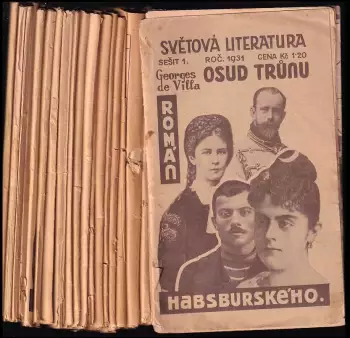 SVĚTOVÁ LITERATURA
SEŠIT 1. ROČ. 1931 CENA Kč 1·20
Georges de Villa
OSUD TRŮNU
ROMÁN
HABSBURSKÉHO.